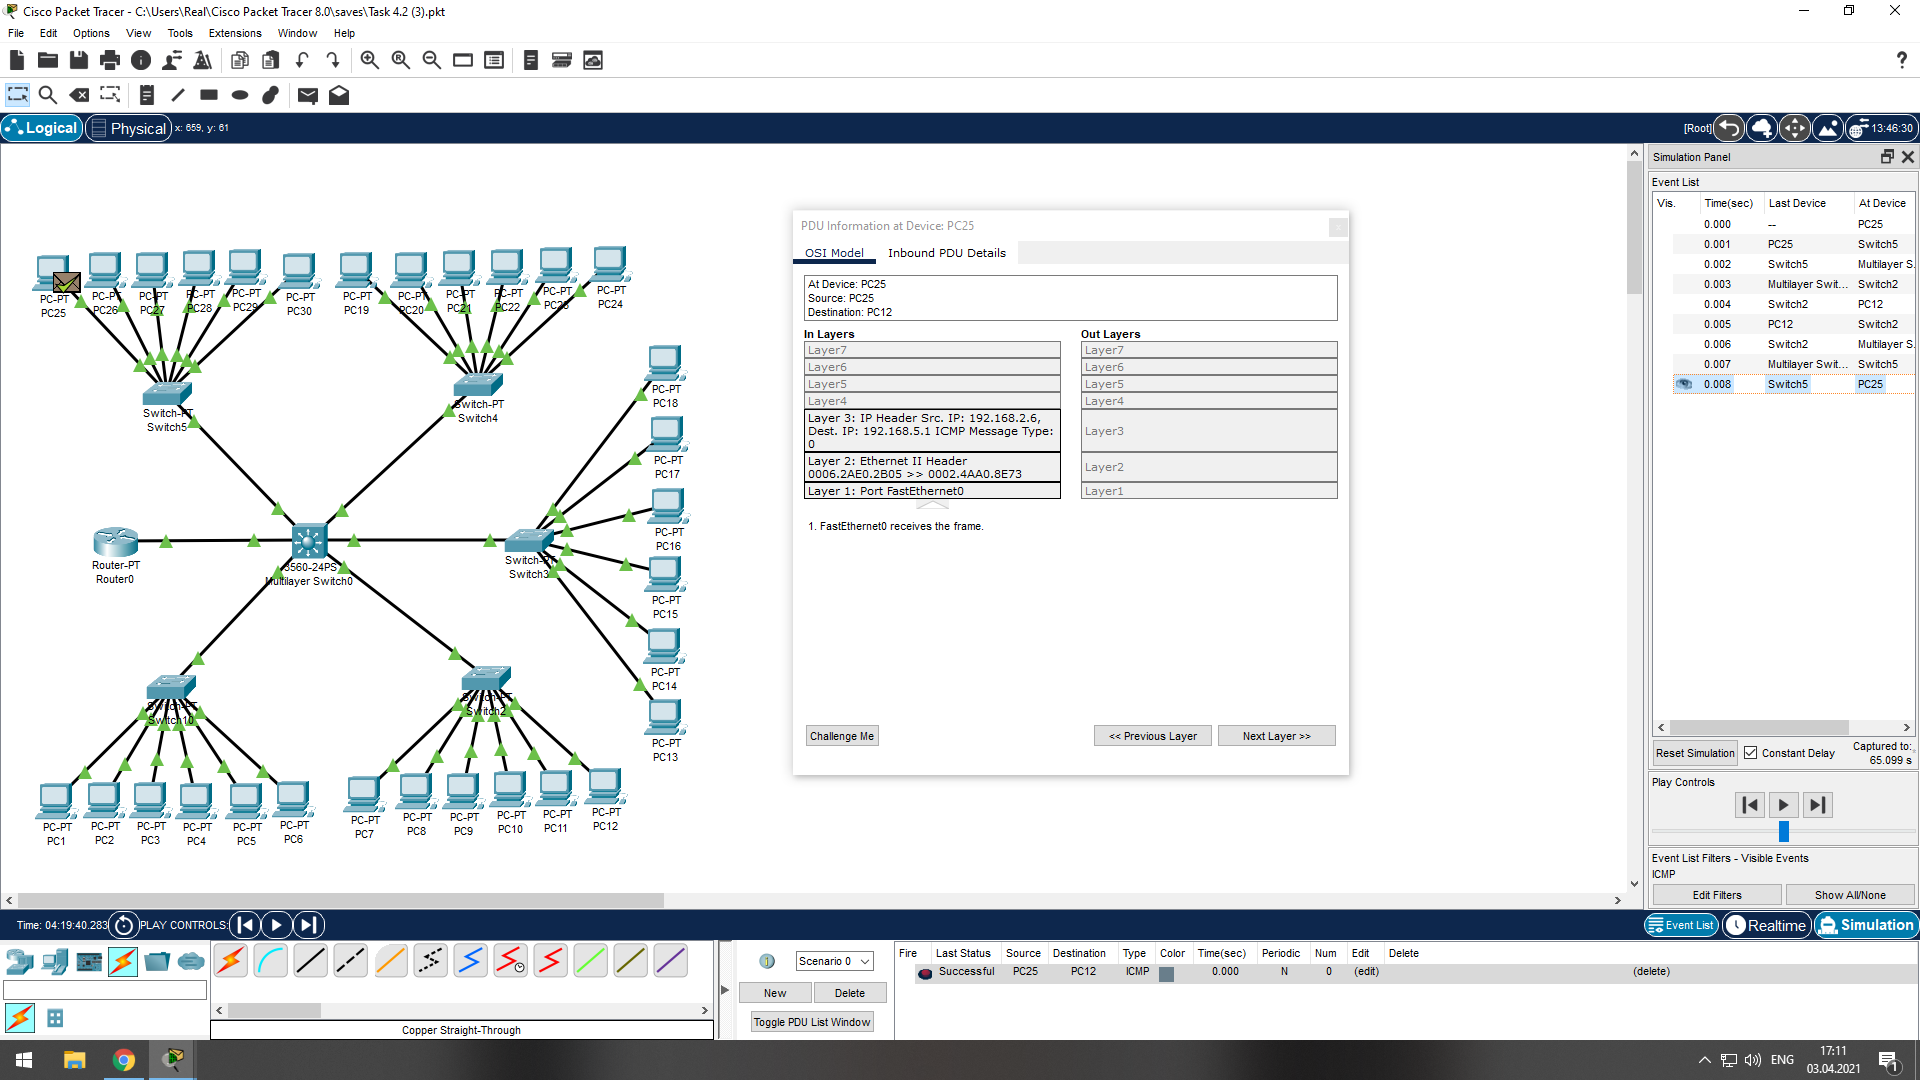 Cisco Packet Tracer - C:\Users\Real\Cisco Packet Tracer 8.0\saves\Task 4.2 (3).pkt
File Edit Options View Tools Extensions Window Help
Logical Physical x: 659, y: 61 [Root] 13:46:30
Simulation Panel
Event List
Vis. Time(sec) Last Device At Device
0.000 -- PC25
0.001 PC25 Switch5
0.002 Switch5 Multilayer S.
0.003 Multilayer Swit... Switch2
0.004 Switch2 PC12
0.005 PC12 Switch2
0.006 Switch2 Multilayer S.
0.007 Multilayer Swit... Switch5
0.008 Switch5 PC25
Reset Simulation Constant Delay Captured to:
65.099 s
Play Controls
Event List Filters - Visible Events
ICMP
Edit Filters Show All/None
PDU Information at Device: PC25
OSI Model Inbound PDU Details
At Device: PC25
Source: PC25
Destination: PC12
In Layers Out Layers
Layer7 Layer7
Layer6 Layer6
Layer5 Layer5
Layer4 Layer4
Layer 3: IP Header Src. IP: 192.168.2.6,
Dest. IP: 192.168.5.1 ICMP Message Type:
0
Layer3
Layer 2: Ethernet II Header
0006.2AE0.2B05 >> 0002.4AA0.8E73
Layer2
Layer 1: Port FastEthernet0 Layer1
1. FastEthernet0 receives the frame.
Challenge Me << Previous Layer Next Layer >>
PC-PT
PC25
PC-PT
PC26
PC-PT
PC27
PC-PT
PC28
PC-PT
PC29
PC-PT
PC30
PC-PT
PC19
PC-PT
PC20
PC-PT
PC21
PC-PT
PC22
PC-PT
PC23
PC-PT
PC24
Switch-PT
Switch5
Switch-PT
Switch4
PC-PT
PC18
PC-PT
PC17
PC-PT
PC16
PC-PT
PC15
PC-PT
PC14
PC-PT
PC13
Router-PT
Router0
3560-24PS
Multilayer Switch0
Switch-PT
Switch3
Switch-PT
Switch10
Switch-PT
Switch2
PC-PT
PC1
PC-PT
PC2
PC-PT
PC3
PC-PT
PC4
PC-PT
PC5
PC-PT
PC6
PC-PT
PC7
PC-PT
PC8
PC-PT
PC9
PC-PT
PC10
PC-PT
PC11
PC-PT
PC12
Time: 04:19:40.283 PLAY CONTROLS: Event List Realtime Simulation
Scenario 0
New Delete
Toggle PDU List Window
Copper Straight-Through
Fire Last Status Source Destination Type Color Time(sec) Periodic Num Edit Delete
Successful PC25 PC12 ICMP 0.000 N 0 (edit) (delete)
ENG 17:11
03.04.2021
1